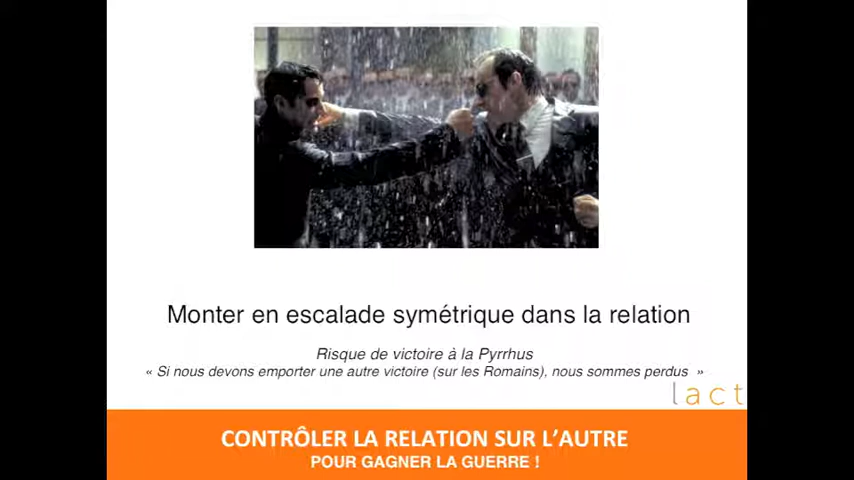 Monter en escalade symétrique dans la relation
Risque de victoire à la Pyrrhus
« Si nous devons emporter une autre victoire (sur les Romains), nous sommes perdus »
lact
CONTRÔLER LA RELATION SUR L’AUTRE
POUR GAGNER LA GUERRE !